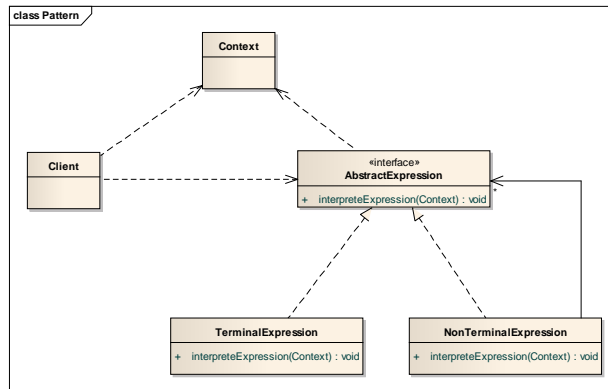 class Pattern
Context
Client
«interface»
AbstractExpression
+ interpreteExpression(Context) : void
*
TerminalExpression
+ interpreteExpression(Context) : void
NonTerminalExpression
+ interpreteExpression(Context) : void